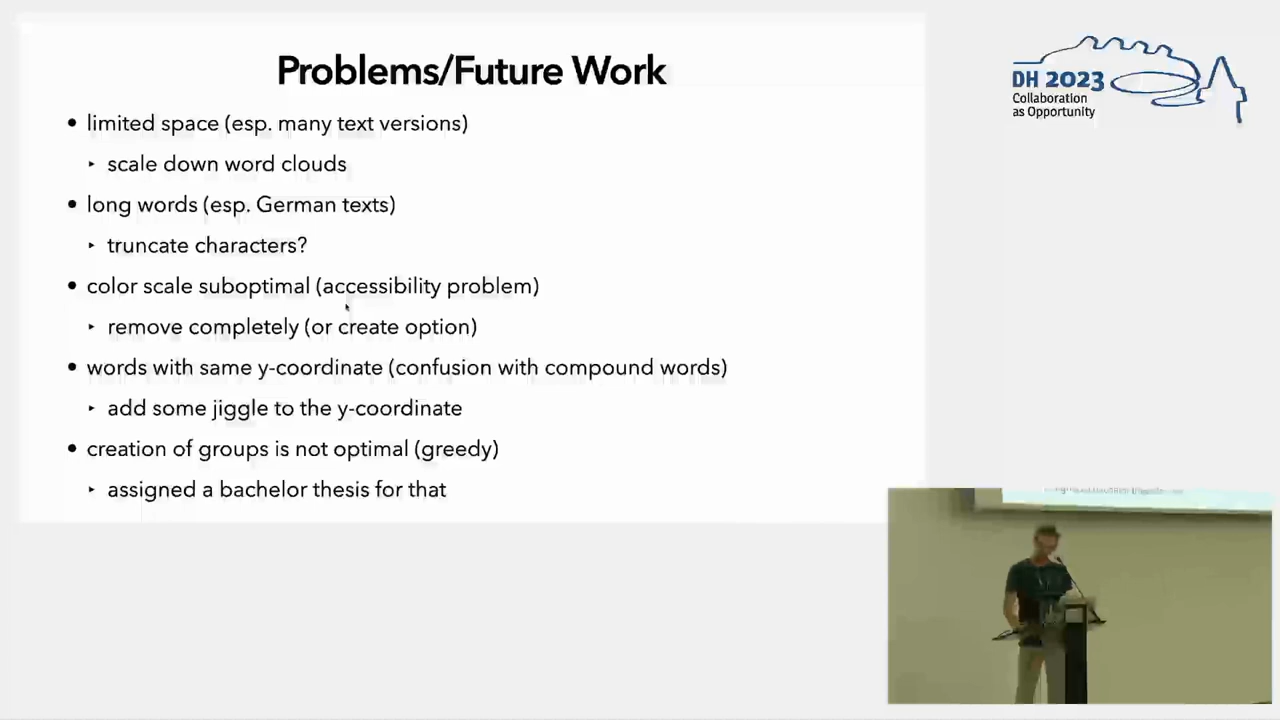 Problems/Future Work
• limited space (esp. many text versions)
‣ scale down word clouds
• long words (esp. German texts)
‣ truncate characters?
• color scale suboptimal (accessibility problem)
‣ remove completely (or create option)
• words with same y-coordinate (confusion with compound words)
‣ add some jiggle to the y-coordinate
• creation of groups is not optimal (greedy)
‣ assigned a bachelor thesis for that
DH 2023
Collaboration
as Opportunity